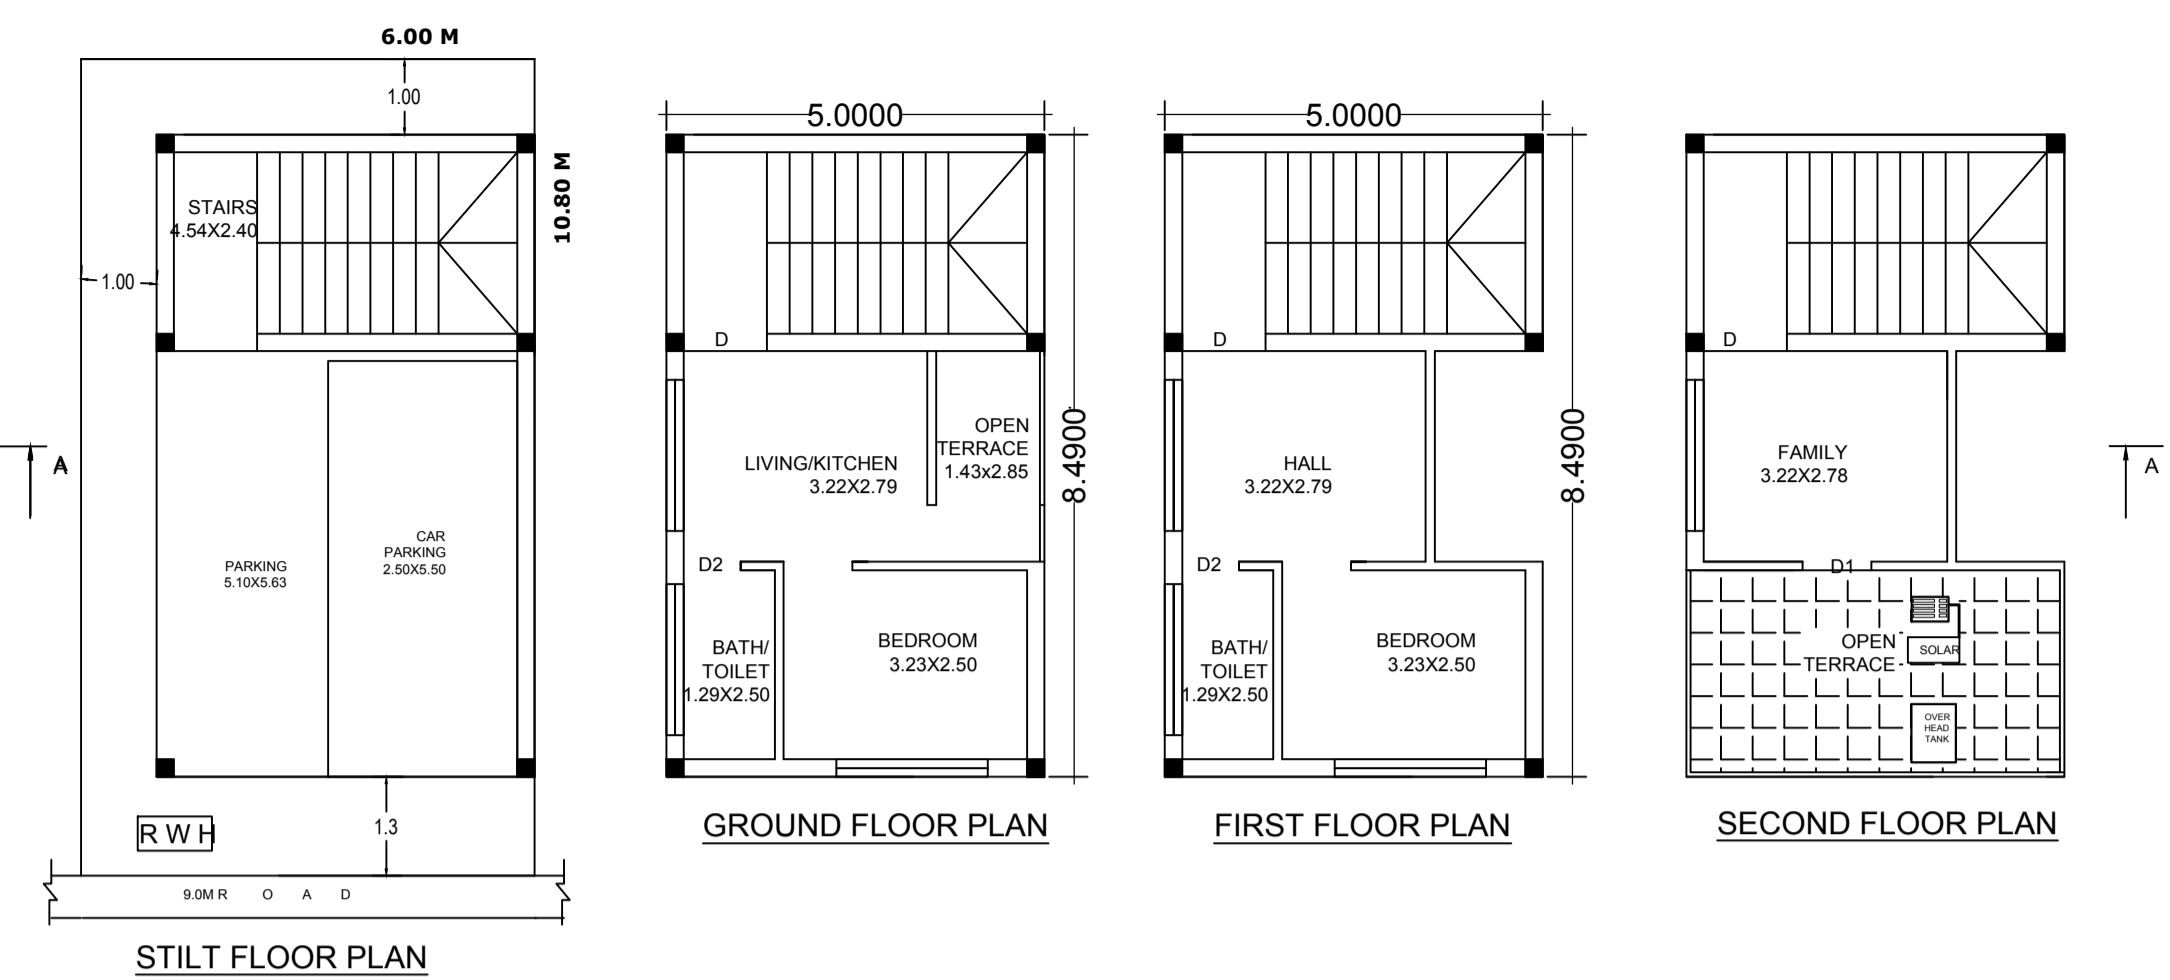 6.00 M
1.00
10.80 M
STAIRS
4.54X2.40
1.00
A
PARKING
5.10X5.63
CAR
PARKING
2.50X5.50
R W H
1.3
9.0M R O A D
STILT FLOOR PLAN
5.0000
D
LIVING/KITCHEN
3.22X2.79
OPEN
TERRACE
1.43x2.85
8.4900
D2
BATH/
TOILET
1.29X2.50
BEDROOM
3.23X2.50
GROUND FLOOR PLAN
5.0000
D
HALL
3.22X2.79
8.4900
D2
BATH/
TOILET
1.29X2.50
BEDROOM
3.23X2.50
FIRST FLOOR PLAN
D
FAMILY
3.22X2.78
A
D1
OPEN
TERRACE
SOLAR
OVER
HEAD
TANK
SECOND FLOOR PLAN